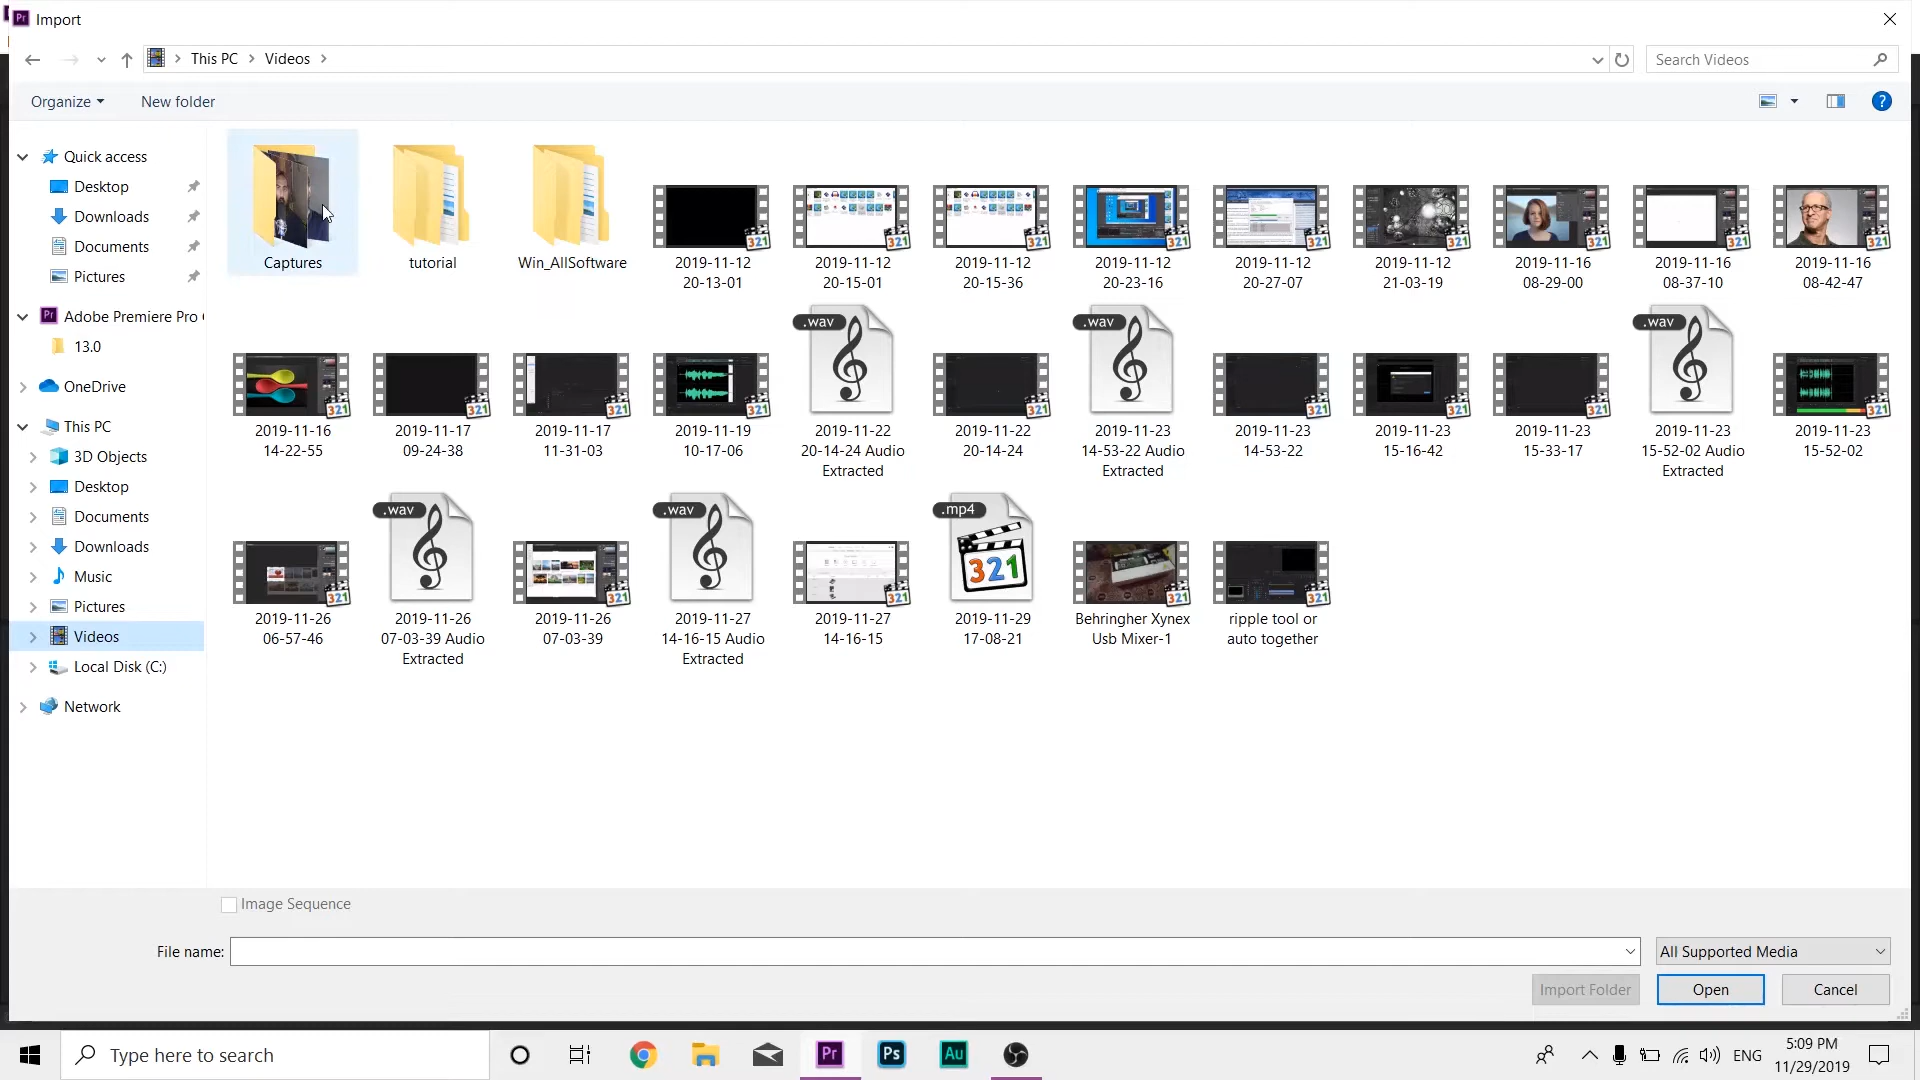 Pr Import
This PC Videos
Search Videos
Organize
New folder
Quick access
Desktop
Downloads
Documents
Pictures
Pr Adobe Premiere Pro
13.0
OneDrive
This PC
3D Objects
Desktop
Documents
Downloads
Music
Pictures
Videos
Local Disk (C:)
Network
Captures
tutorial
Win_AllSoftware
2019-11-12
20-13-01
2019-11-12
20-15-01
2019-11-12
20-15-36
2019-11-12
20-23-16
2019-11-12
20-27-07
2019-11-12
21-03-19
2019-11-16
08-29-00
2019-11-16
08-37-10
2019-11-16
08-42-47
2019-11-16
14-22-55
2019-11-17
09-24-38
2019-11-17
11-31-03
2019-11-19
10-17-06
.wav
2019-11-22
20-14-24 Audio
Extracted
2019-11-22
20-14-24
.wav
2019-11-23
14-53-22 Audio
Extracted
2019-11-23
14-53-22
2019-11-23
15-16-42
2019-11-23
15-33-17
.wav
2019-11-23
15-52-02 Audio
Extracted
2019-11-23
15-52-02
2019-11-26
06-57-46
.wav
2019-11-26
07-03-39 Audio
Extracted
2019-11-26
07-03-39
.wav
2019-11-27
14-16-15 Audio
Extracted
2019-11-27
14-16-15
.mp4
321
2019-11-29
17-08-21
Behringher Xynex
Usb Mixer-1
ripple tool or
auto together
Image Sequence
File name:
All Supported Media
Import Folder
Open
Cancel
Type here to search
Pr
Ps
Au
ENG
5:09 PM
11/29/2019